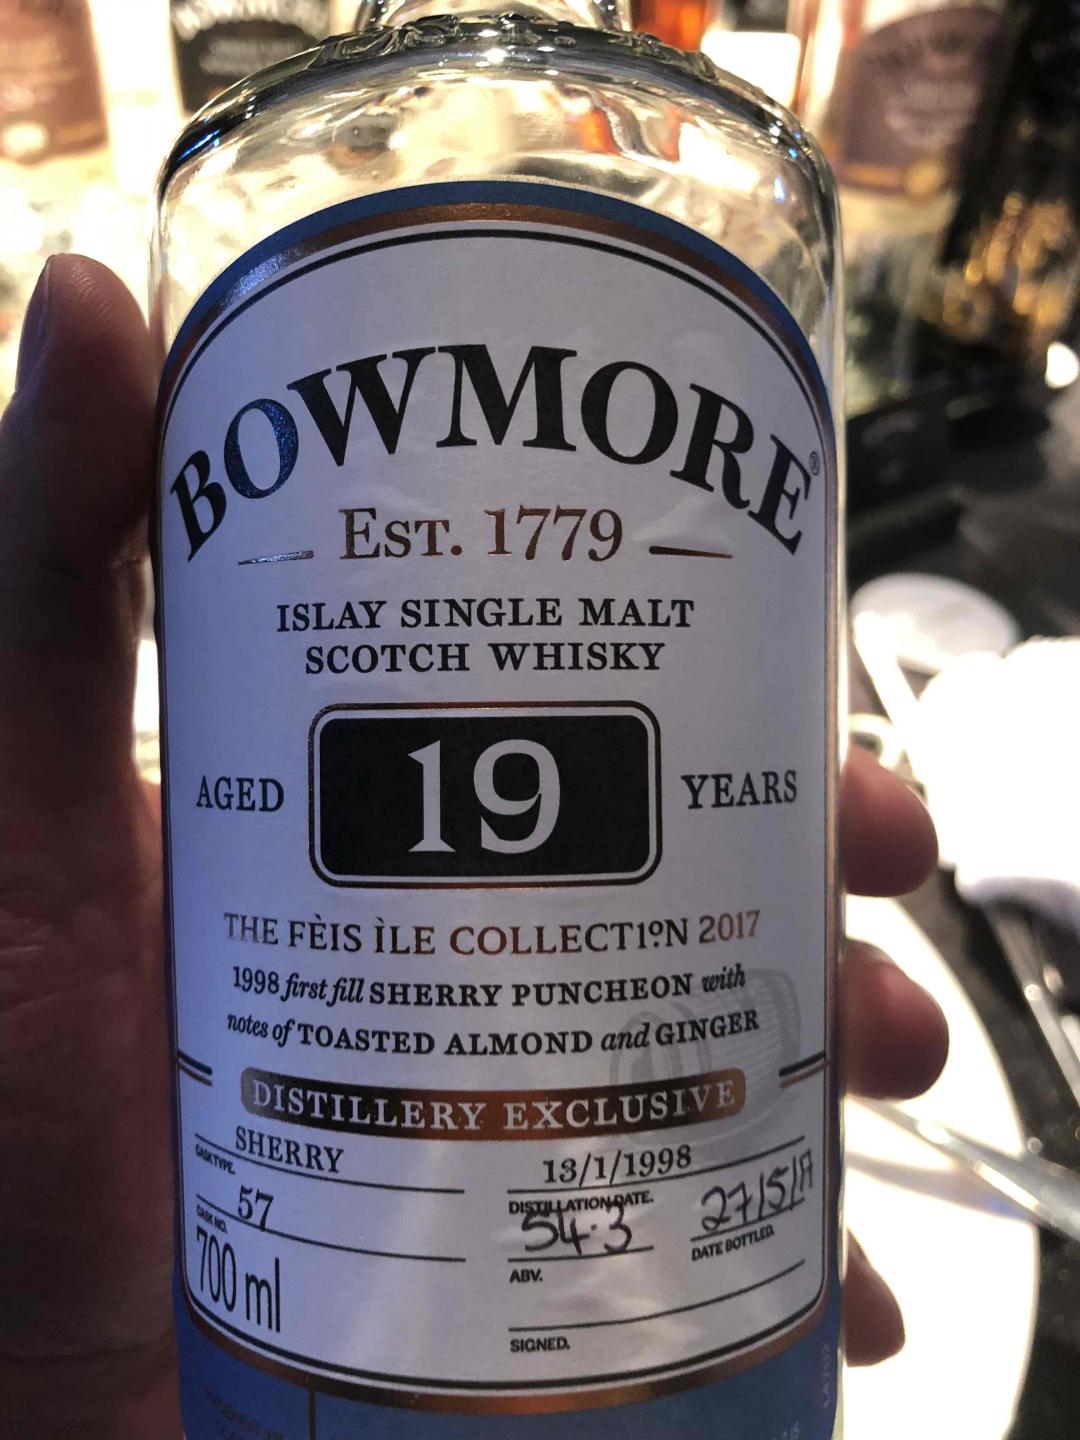 BOWMORE®
EST. 1779
ISLAY SINGLE MALT
SCOTCH WHISKY
AGED 19 YEARS
THE FÈIS ÌLE COLLECT1ºN 2017
1998 first fill SHERRY PUNCHEON with
notes of TOASTED ALMOND and GINGER
DISTILLERY EXCLUSIVE
SHERRY
CASK TYPE.
13/1/1998
DISTILLATION DATE.
57
CASK NO.
54.3
ABV.
27/5/17
DATE BOTTLED.
700 ml
SIGNED.